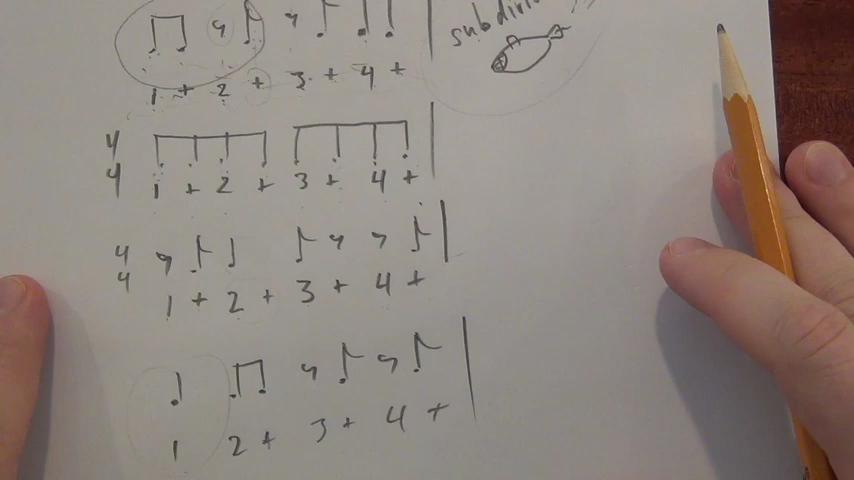 subdivi
1 + 2 + 3 + 4 +
4
4 1 + 2 + 3 + 4 +
4
4
1 + 2 + 3 + 4 +
1 2 + 3 + 4 +